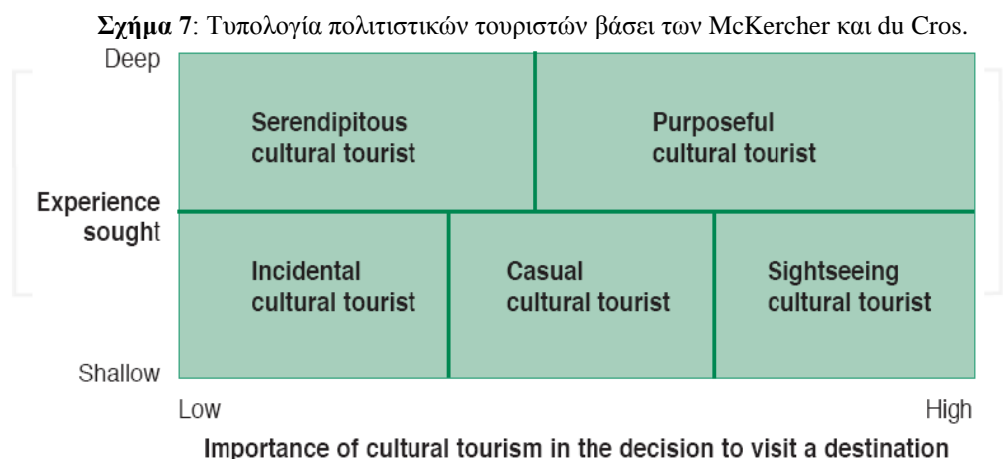 Σχήμα 7: Τυπολογία πολιτιστικών τουριστών βάσει των McKercher και du Cros.
Deep
Serendipitous
cultural tourist
Purposeful
cultural tourist
Experience
sought
Incidental
cultural tourist
Casual
cultural tourist
Sightseeing
cultural tourist
Shallow
Low
High
Importance of cultural tourism in the decision to visit a destination